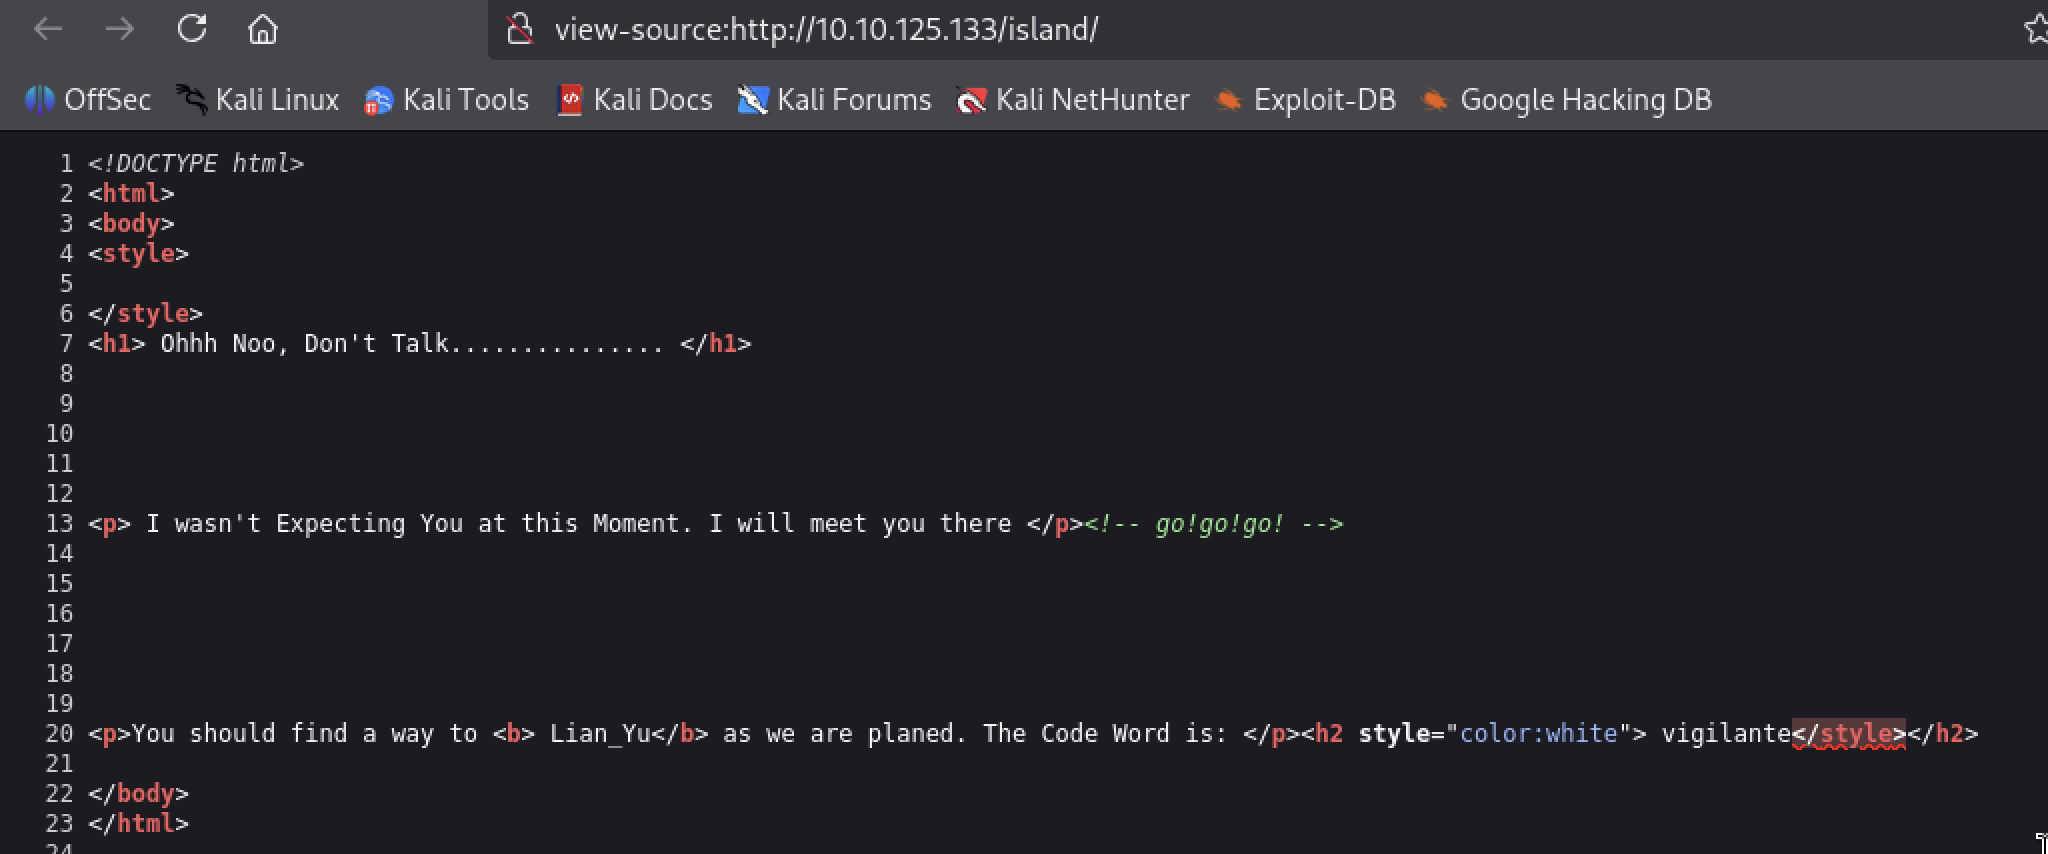 view-source:http://10.10.125.133/island/
OffSec Kali Linux Kali Tools Kali Docs Kali Forums Kali NetHunter Exploit-DB Google Hacking DB
1 <!DOCTYPE html>
2 <html>
3 <body>
4 <style>
5
6 </style>
7 <h1> Ohhh Noo, Don't Talk............... </h1>
8
9
10
11
12
13 <p> I wasn't Expecting You at this Moment. I will meet you there </p><!-- go!go!go! -->
14
15
16
17
18
19
20 <p>You should find a way to <b> Lian_Yu</b> as we are planed. The Code Word is: </p><h2 style="color:white"> vigilante</style></h2>
21
22 </body>
23 </html>
24